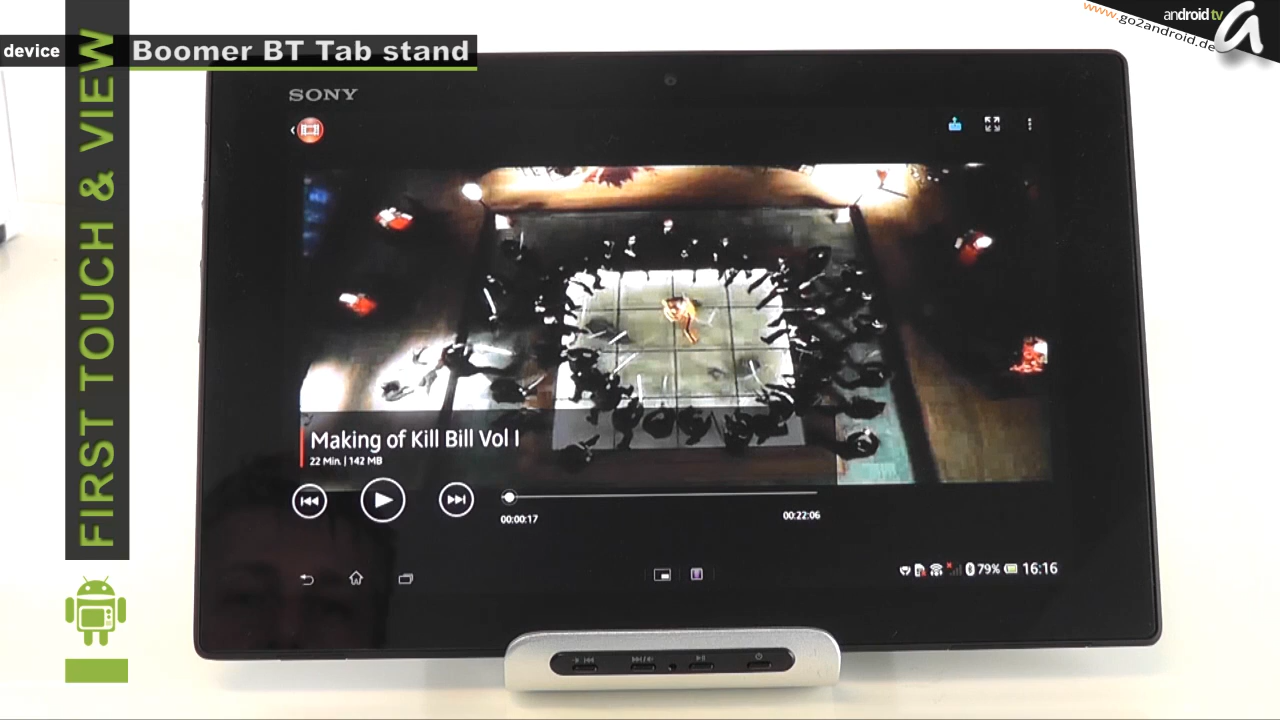 device
Boomer BT Tab stand
FIRST TOUCH & VIEW
android tv
www.go2android.de
SONY
Making of Kill Bill Vol I
22 Min. | 142 MB
00:00:17
00:22:06
79%
16:16